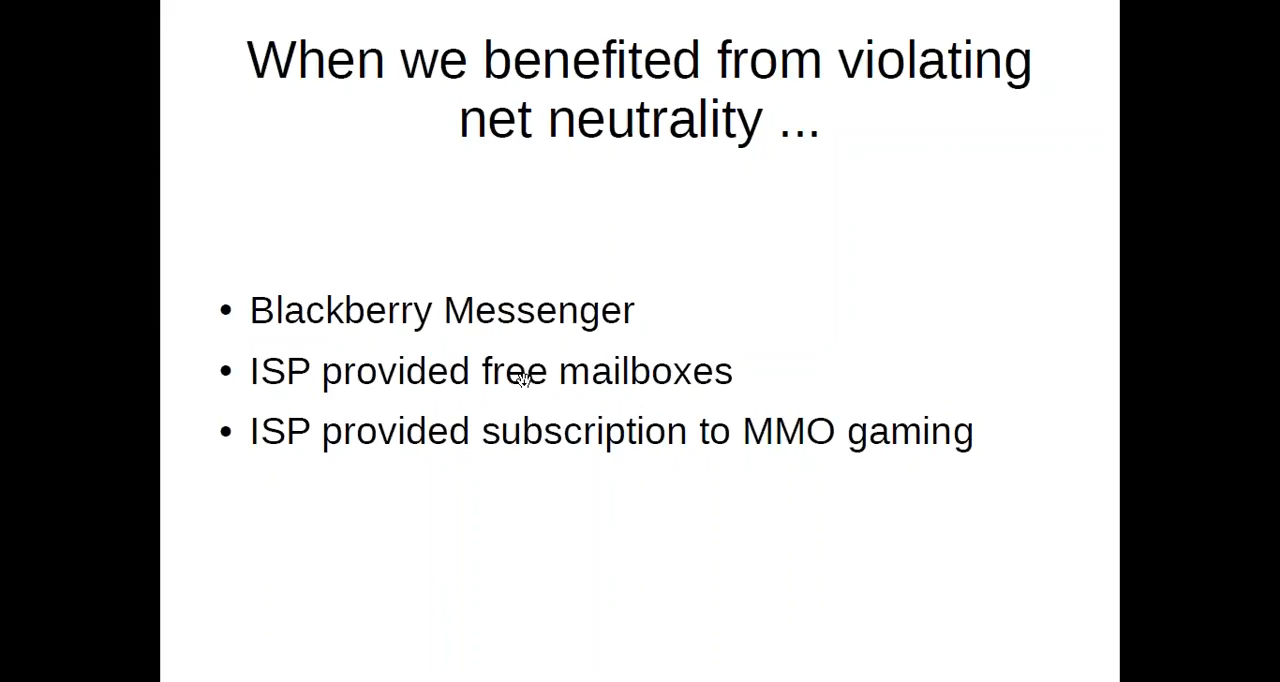 When we benefited from violating
net neutrality ...
• Blackberry Messenger
• ISP provided free mailboxes
• ISP provided subscription to MMO gaming